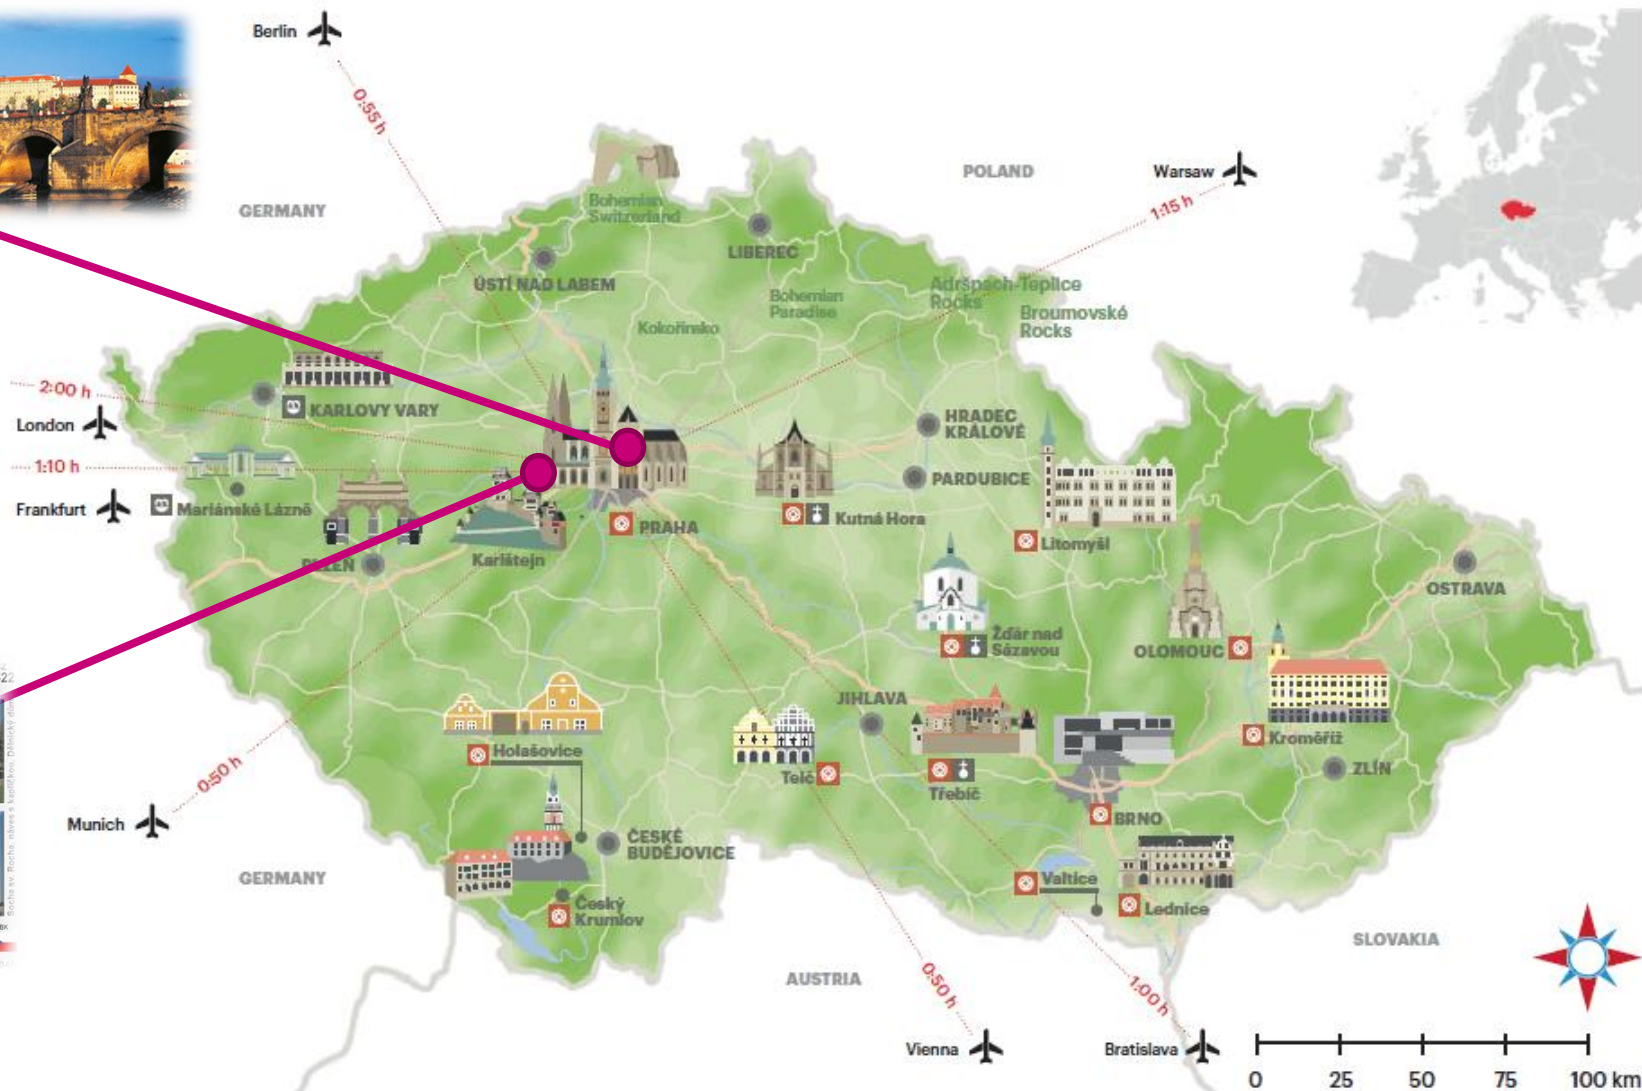 Berlin
0:55 h
POLAND
Warsaw
1:15 h
GERMANY
Bohemian
Switzerland
LIBEREC
ÚSTÍ NAD LABEM
Adršpach-Teplice
Rocks
Bohemian
Paradise
Broumovské
Rocks
Kokořínsko
2:00 h
London
KARLOVY VARY
HRADEC
KRÁLOVÉ
1:10 h
PARDUBICE
Frankfurt
Mariánské Lázně
Kutná Hora
PRAHA
Litomyšl
Karlštejn
PLZEŇ
OSTRAVA
Žďár nad
Sázavou
OLOMOUC
JIHLAVA
Holašovice
Kroměříž
Telč
ZLÍN
0:50 h
Třebíč
Munich
BRNO
ČESKÉ
BUDĚJOVICE
GERMANY
Valtice
Český
Krumlov
Lednice
SLOVAKIA
AUSTRIA
0:50 h
1:00 h
Vienna
Bratislava
0 25 50 75 100 km